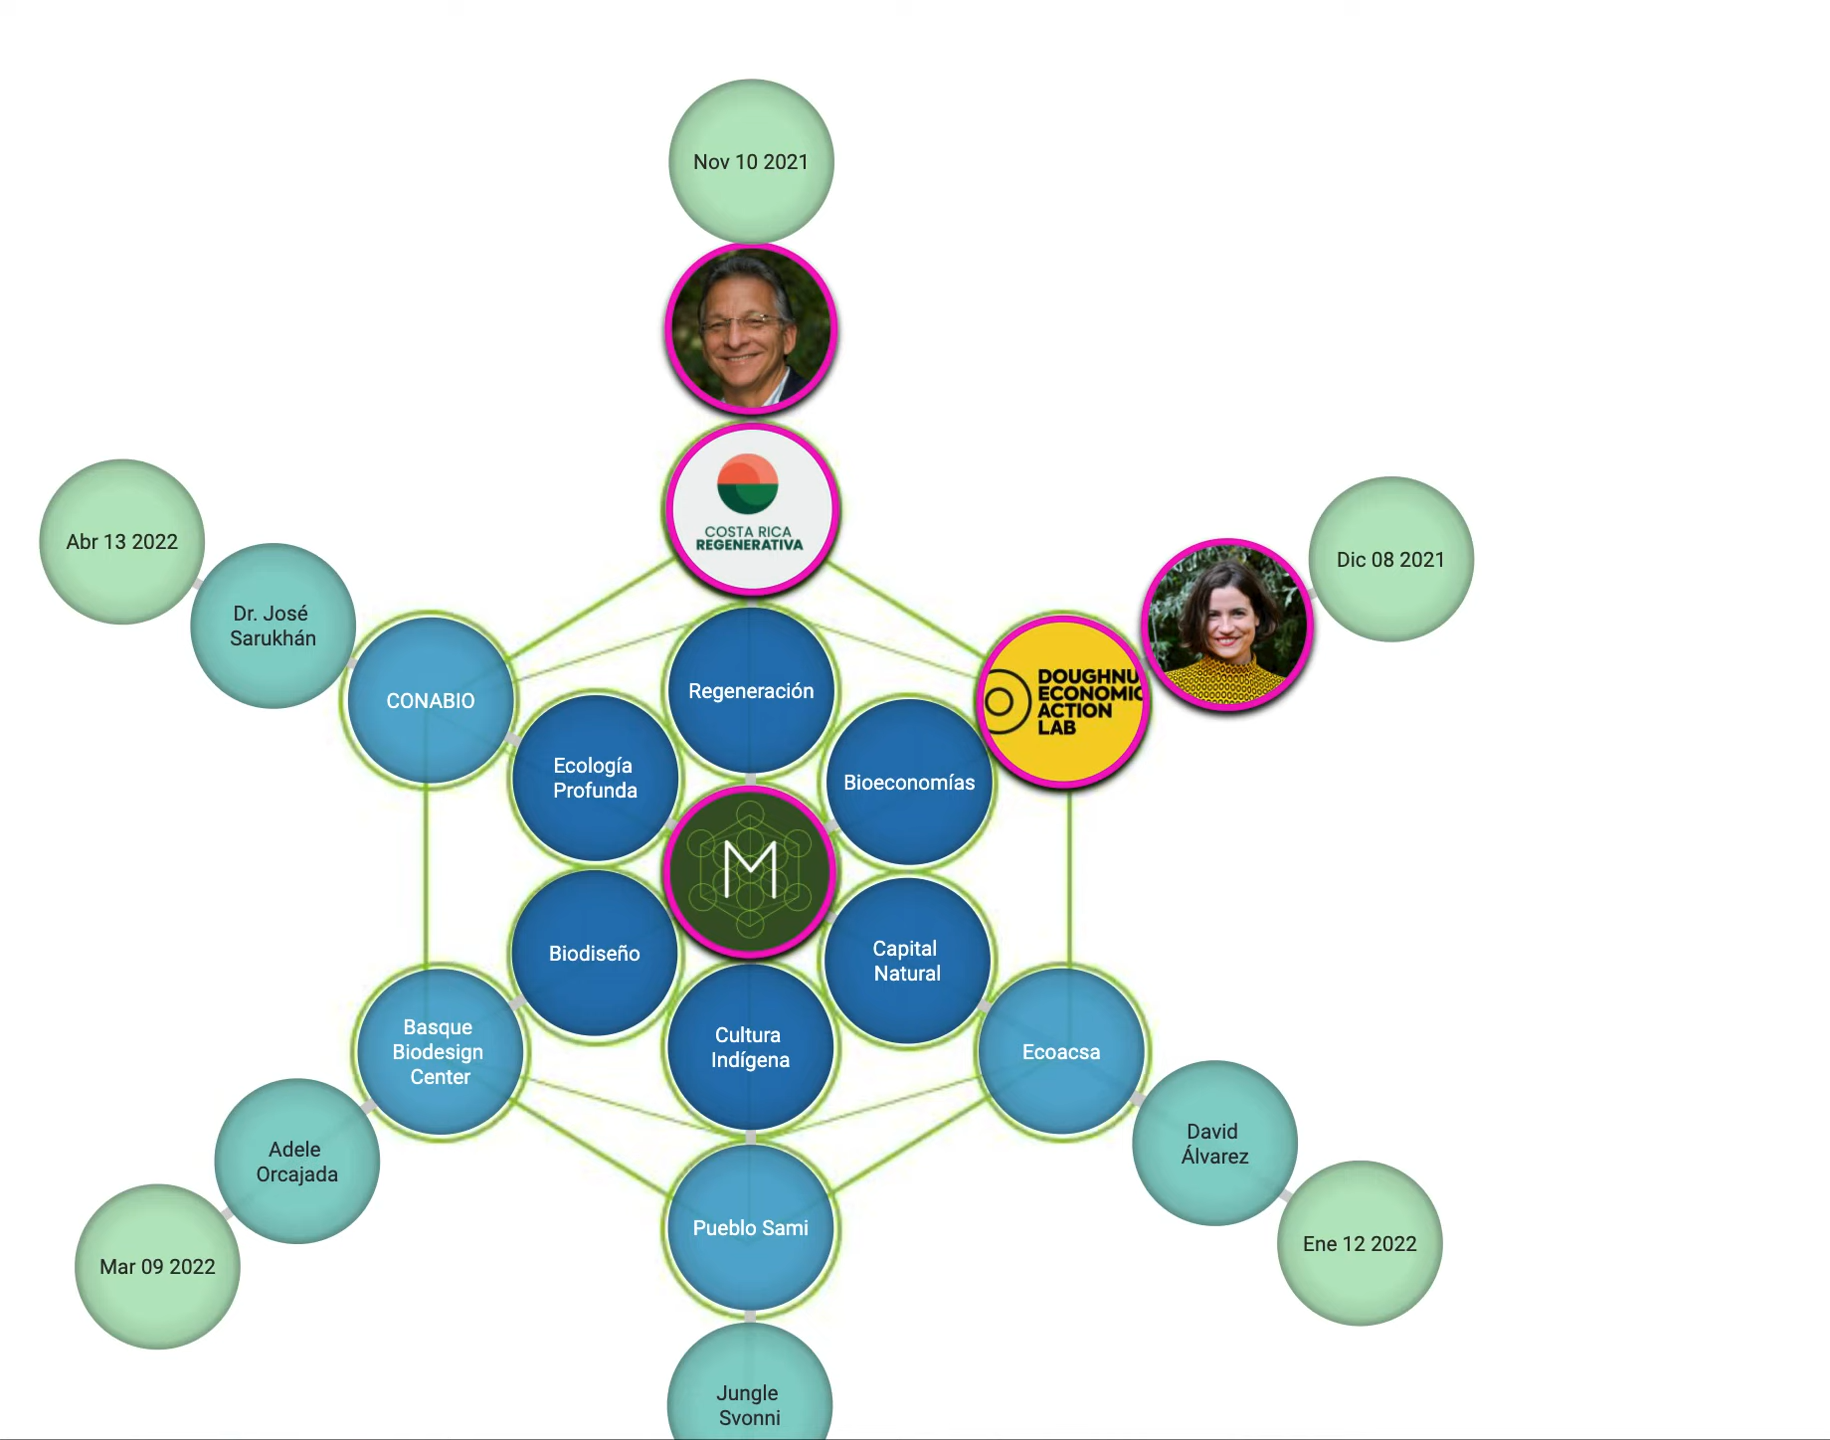 Nov 10 2021
COSTA RICA
REGENERATIVA
Abr 13 2022
Dr. José
Sarukhán
CONABIO
Dic 08 2021
DOUGHNU
ECONOMIC
ACTION
LAB
Regeneración
Ecología
Profunda
Bioeconomías
M
Biodiseño
Capital
Natural
Cultura
Indígena
Basque
Biodesign
Center
Ecoacsa
Adele
Orcajada
David
Álvarez
Mar 09 2022
Pueblo Sami
Ene 12 2022
Jungle
Svonni